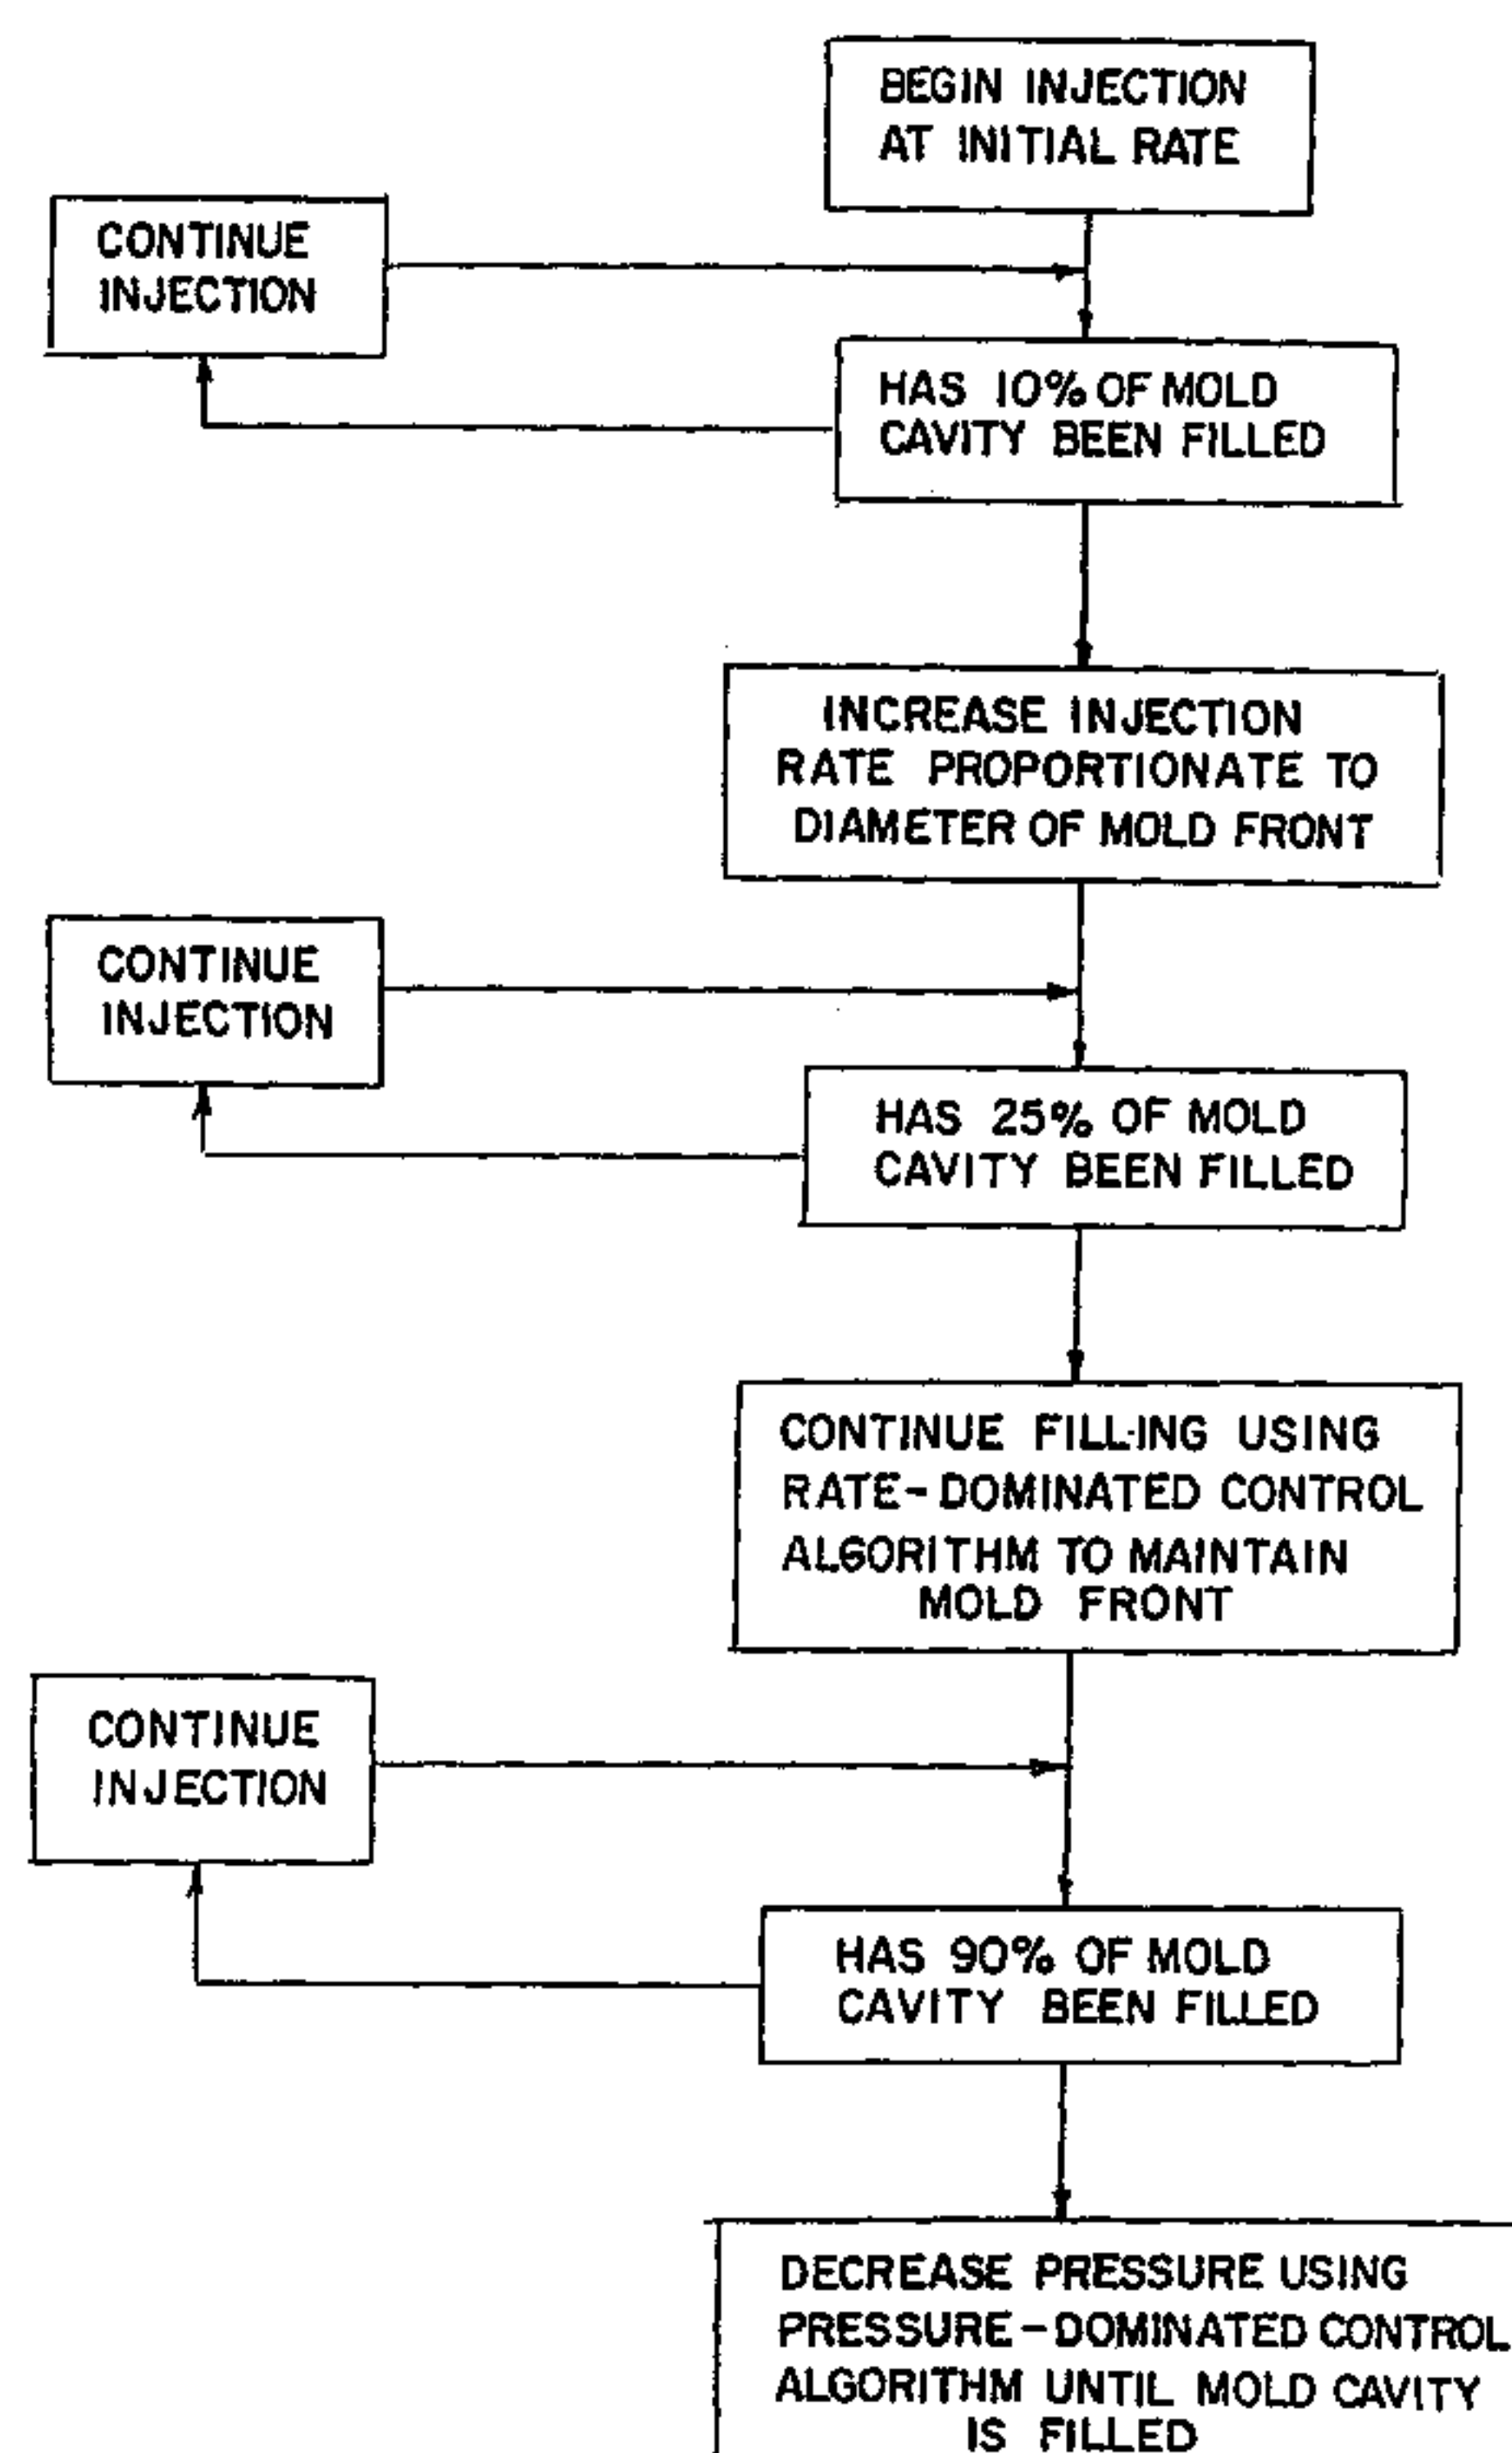 BEGIN INJECTION
AT INITIAL RATE
CONTINUE
INJECTION
HAS 10% OF MOLD
CAVITY BEEN FILLED
INCREASE INJECTION
RATE PROPORTIONATE TO
DIAMETER OF MOLD FRONT
CONTINUE
INJECTION
HAS 25% OF MOLD
CAVITY BEEN FILLED
CONTINUE FILL-ING USING
RATE-DOMINATED CONTROL
ALGORITHM TO MAINTAIN
MOLD FRONT
CONTINUE
INJECTION
HAS 90% OF MOLD
CAVITY BEEN FILLED
DECREASE PRESSURE USING
PRESSURE-DOMINATED CONTROL
ALGORITHM UNTIL MOLD CAVITY
IS FILLED